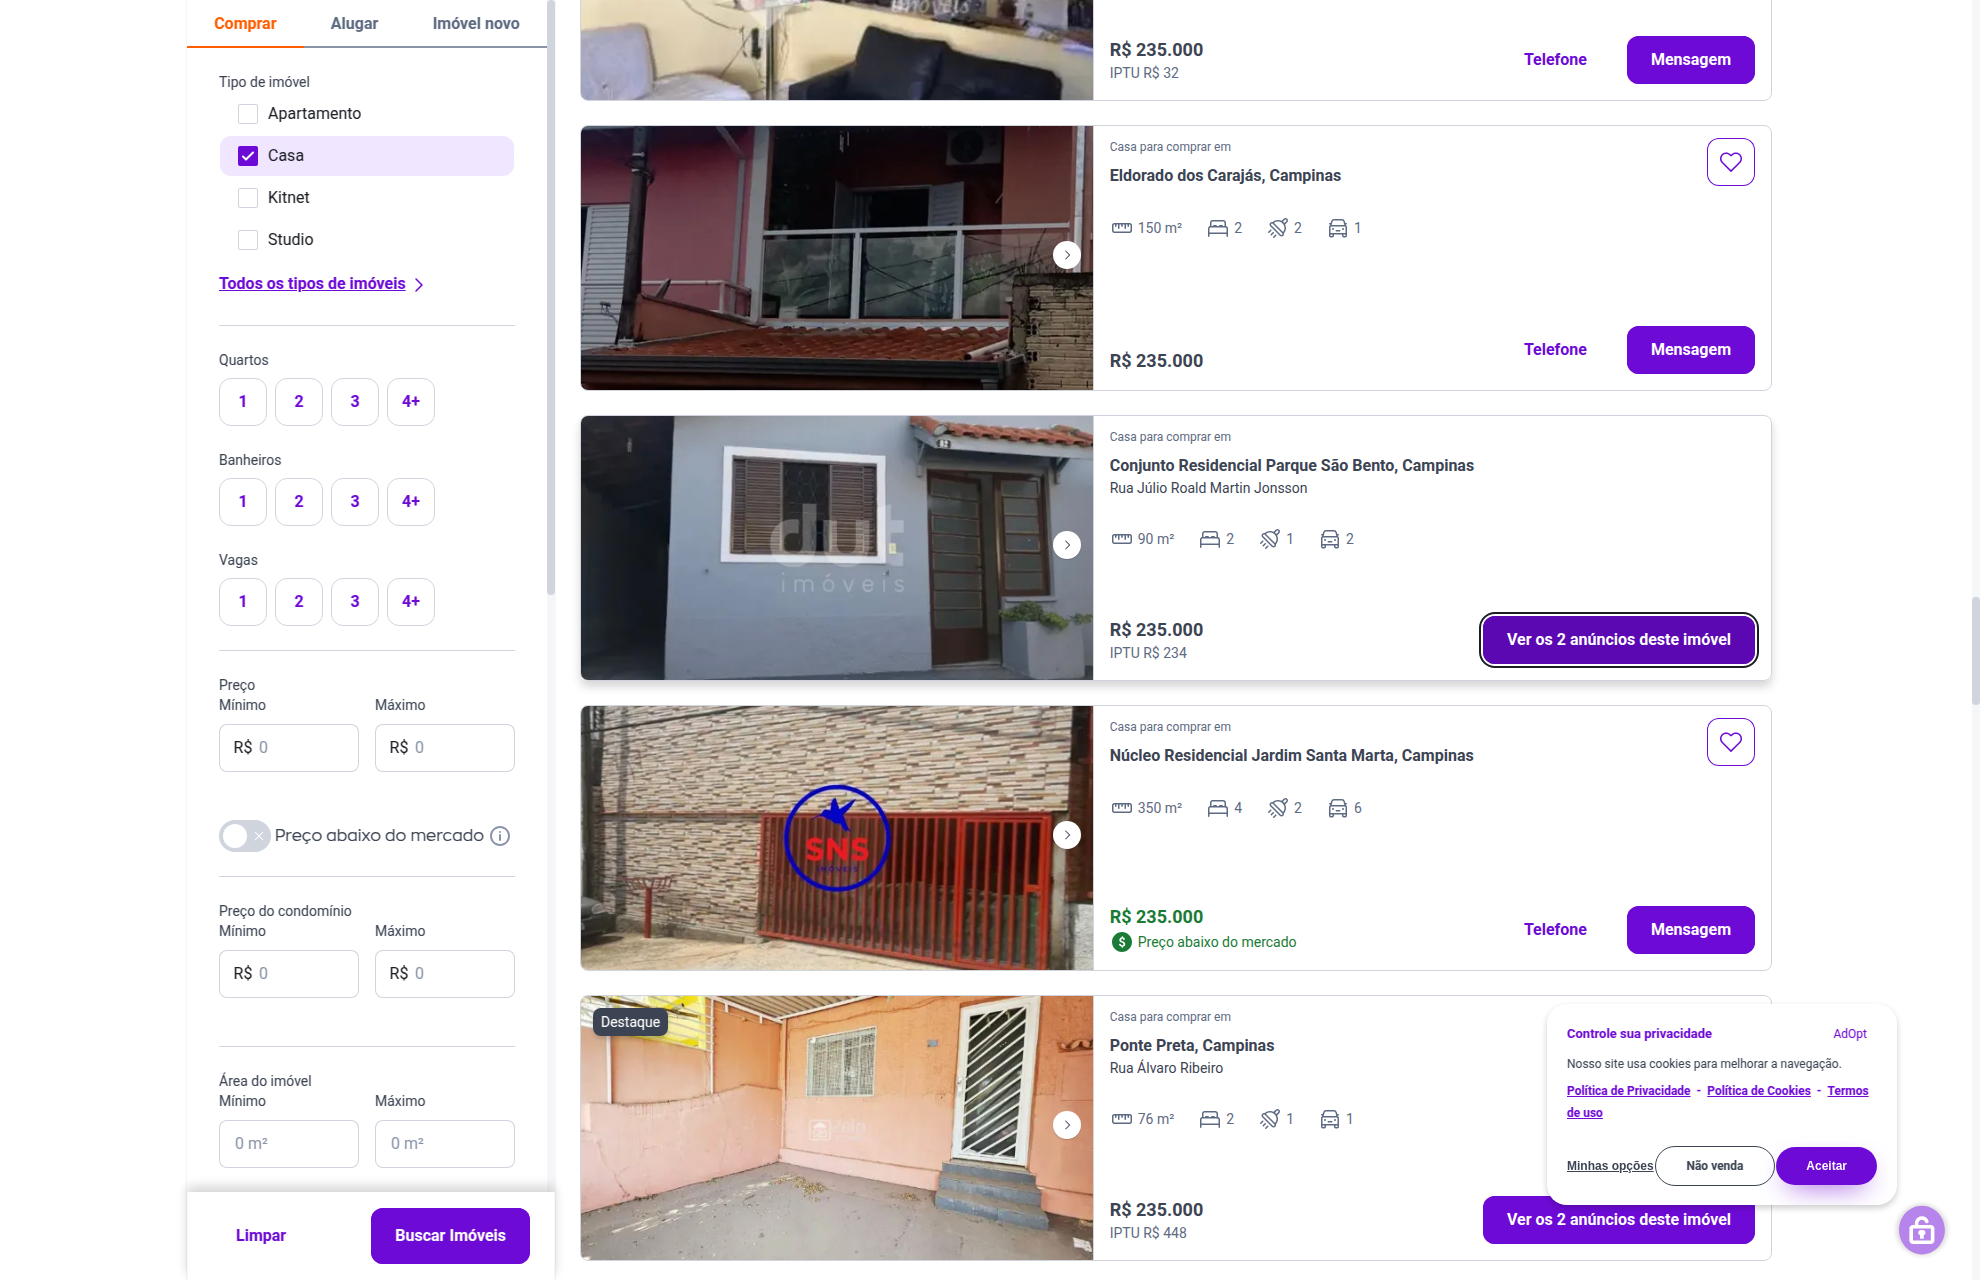 Comprar
Alugar
Imóvel novo
Tipo de imóvel
Apartamento
Casa
Kitnet
Studio
Todos os tipos de imóveis
Quartos
1
2
3
4+
Banheiros
1
2
3
4+
Vagas
1
2
3
4+
Preço
Mínimo
Máximo
R$ 0
R$ 0
Preço abaixo do mercado
Preço do condomínio
Mínimo
Máximo
R$ 0
R$ 0
Área do imóvel
Mínimo
Máximo
0 m²
0 m²
Limpar
Buscar Imóveis
imóveis
R$ 235.000
IPTU R$ 32
Telefone
Mensagem
Casa para comprar em
Eldorado dos Carajás, Campinas
150 m²
2
2
1
R$ 235.000
Telefone
Mensagem
dut
imóveis
Casa para comprar em
Conjunto Residencial Parque São Bento, Campinas
Rua Júlio Roald Martin Jonsson
90 m²
2
1
2
R$ 235.000
IPTU R$ 234
Ver os 2 anúncios deste imóvel
SNS
IMÓVEIS
Casa para comprar em
Núcleo Residencial Jardim Santa Marta, Campinas
350 m²
4
2
6
R$ 235.000
$ Preço abaixo do mercado
Telefone
Mensagem
Destaque
Casa para comprar em
Ponte Preta, Campinas
Rua Álvaro Ribeiro
76 m²
2
1
1
R$ 235.000
IPTU R$ 448
Ver os 2 anúncios deste imóvel
Controle sua privacidade
AdOpt
Nosso site usa cookies para melhorar a navegação.
Política de Privacidade - Política de Cookies - Termos
de uso
Minhas opções
Não venda
Aceitar